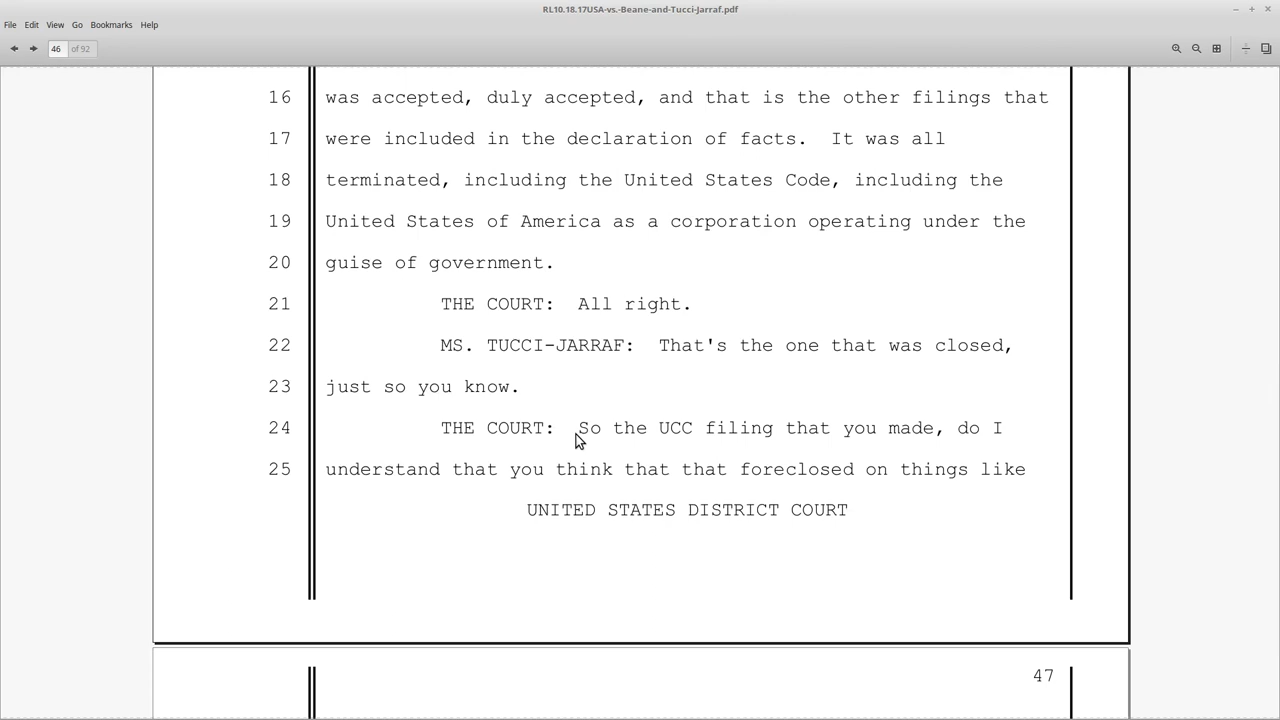 RL10.18.17USA-vs.-Beane-and-Tucci-Jarraf.pdf
File Edit View Go Bookmarks Help
46 of 92
16 was accepted, duly accepted, and that is the other filings that
17 were included in the declaration of facts. It was all
18 terminated, including the United States Code, including the
19 United States of America as a corporation operating under the
20 guise of government.
21 THE COURT: All right.
22 MS. TUCCI-JARRAF: That's the one that was closed,
23 just so you know.
24 THE COURT: So the UCC filing that you made, do I
25 understand that you think that that foreclosed on things like
UNITED STATES DISTRICT COURT
47